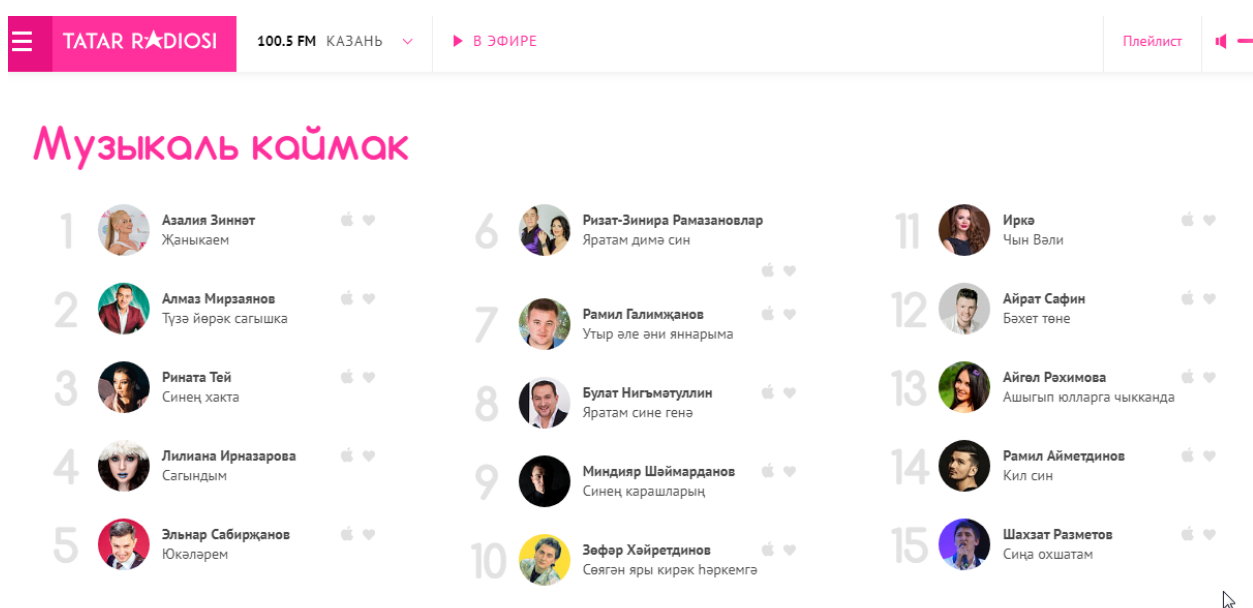 TATAR RADIOSI
100.5 FM КАЗАНЬ
В ЭФИРЕ
Плейлист
Музыкаль каймак
1
Азалия Зиннәт
Җаныкаем
2
Алмаз Мирзаянов
Түзә йөрәк сагышка
3
Рината Тей
Синең хакта
4
Лилиана Ирназарова
Сагындым
5
Эльнар Сабирҗанов
Юкәләрем
6
Ризат-Зинира Рамазановлар
Яратам димә син
7
Рамил Галимҗанов
Утыр әле әни яннарыма
8
Булат Нигъмәтуллин
Яратам сине генә
9
Миндияр Шәймарданов
Синең карашларың
10
Зөфәр Хәйретдинов
Сөягән яры кирәк һәркемгә
11
Иркә
Чын Вәли
12
Айрат Сафин
Бәхет төне
13
Айгөл Рәхимова
Ашыгып юлларга чыкканда
14
Рамил Айметдинов
Кил син
15
Шахзат Разметов
Сиңа охшатам